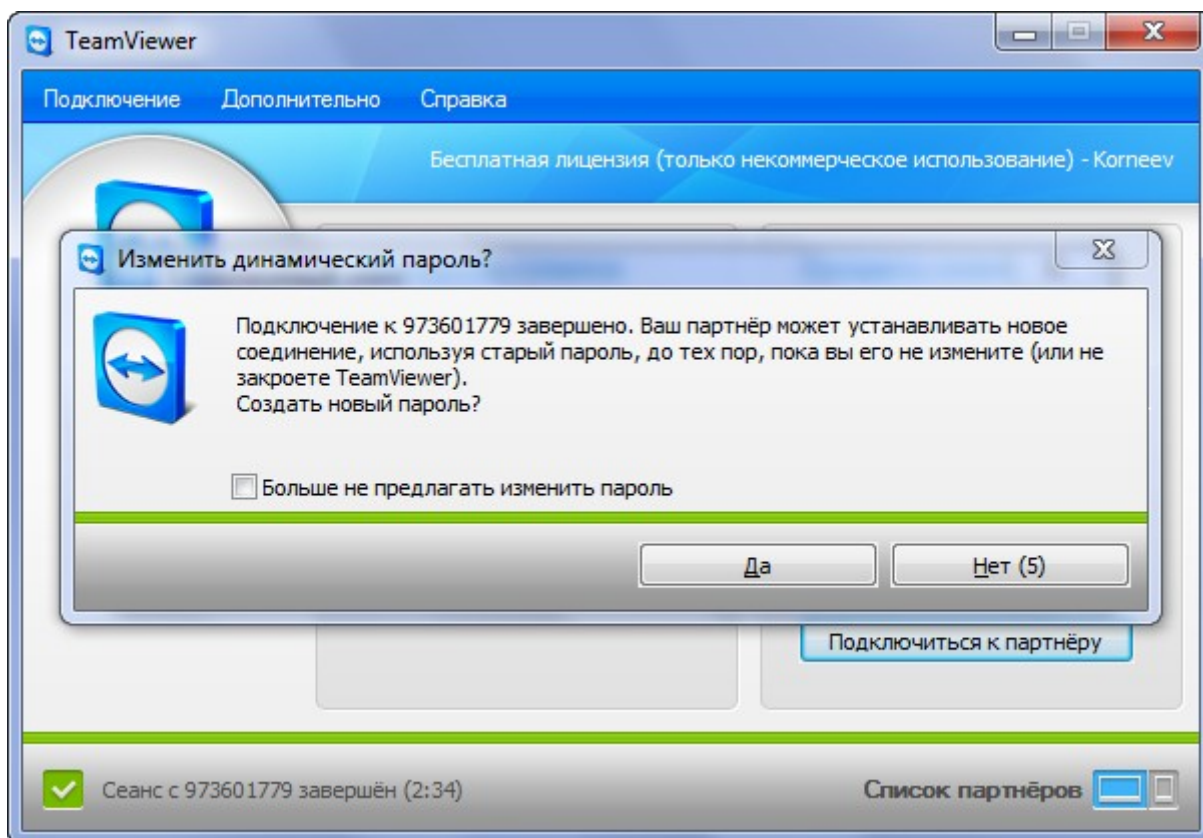 TeamViewer
Подключение Дополнительно Справка
Бесплатная лицензия (только некоммерческое использование) - Korneev
Изменить динамический пароль?
Подключение к 973601779 завершено. Ваш партнёр может устанавливать новое
соединение, используя старый пароль, до тех пор, пока вы его не измените (или не
закроете TeamViewer).
Создать новый пароль?
Больше не предлагать изменить пароль
Да Нет (5)
Подключиться к партнёру
Сеанс с 973601779 завершён (2:34) Список партнёров